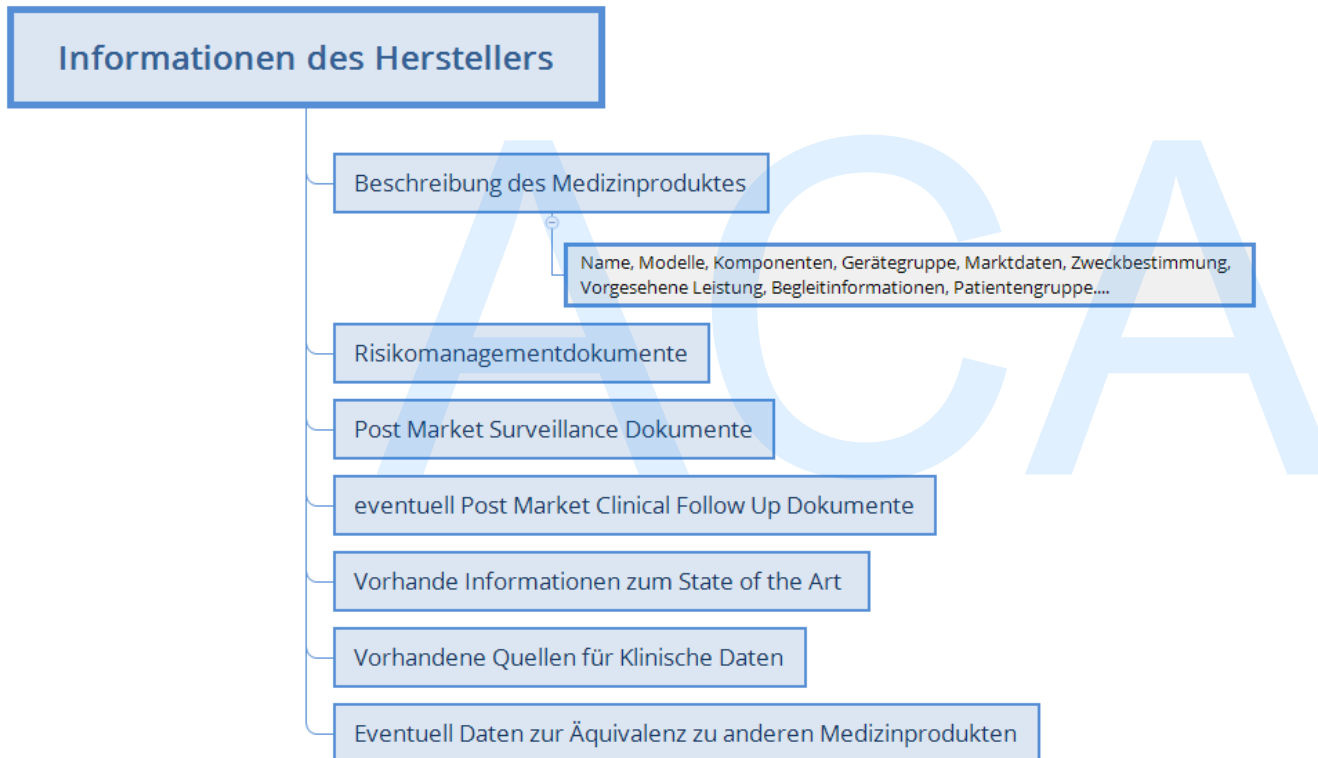 Informationen des Herstellers
Beschreibung des Medizinproduktes
Name, Modelle, Komponenten, Gerätegruppe, Marktdaten, Zweckbestimmung,
Vorgesehene Leistung, Begleitinformationen, Patientengruppe....
Risikomanagementdokumente
Post Market Surveillance Dokumente
eventuell Post Market Clinical Follow Up Dokumente
Vorhande Informationen zum State of the Art
Vorhandene Quellen für Klinische Daten
Eventuell Daten zur Äquivalenz zu anderen Medizinprodukten
ACA